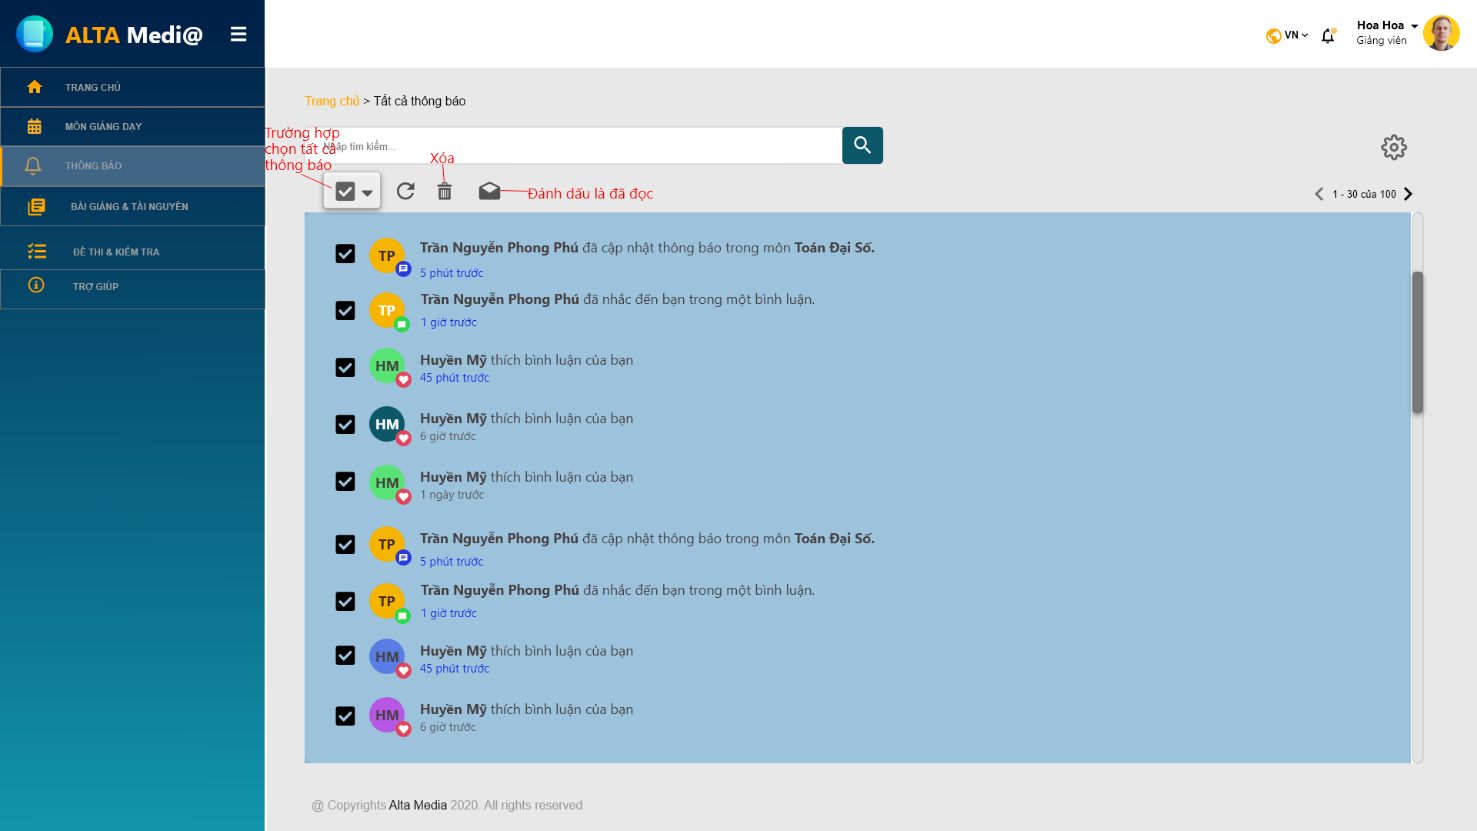 ALTA Medi@
VN
Hoa Hoa
Giảng viên
TRANG CHỦ
MÔN GIẢNG DẠY
THÔNG BÁO
BÀI GIẢNG & TÀI NGUYÊN
ĐỀ THI & KIỂM TRA
TRỢ GIÚP
Trang chủ > Tất cả thông báo
Trường hợp
chọn tất cả
thông báo
Nhập tìm kiếm...
Xóa
Đánh dấu là đã đọc
1 - 30 của 100
TP
Trần Nguyễn Phong Phú đã cập nhật thông báo trong môn Toán Đại Số.
5 phút trước
TP
Trần Nguyễn Phong Phú đã nhắc đến bạn trong một bình luận.
1 giờ trước
HM
Huyền Mỹ thích bình luận của bạn
45 phút trước
HM
Huyền Mỹ thích bình luận của bạn
6 giờ trước
HM
Huyền Mỹ thích bình luận của bạn
1 ngày trước
TP
Trần Nguyễn Phong Phú đã cập nhật thông báo trong môn Toán Đại Số.
5 phút trước
TP
Trần Nguyễn Phong Phú đã nhắc đến bạn trong một bình luận.
1 giờ trước
HM
Huyền Mỹ thích bình luận của bạn
45 phút trước
HM
Huyền Mỹ thích bình luận của bạn
6 giờ trước
@ Copyrights Alta Media 2020. All rights reserved